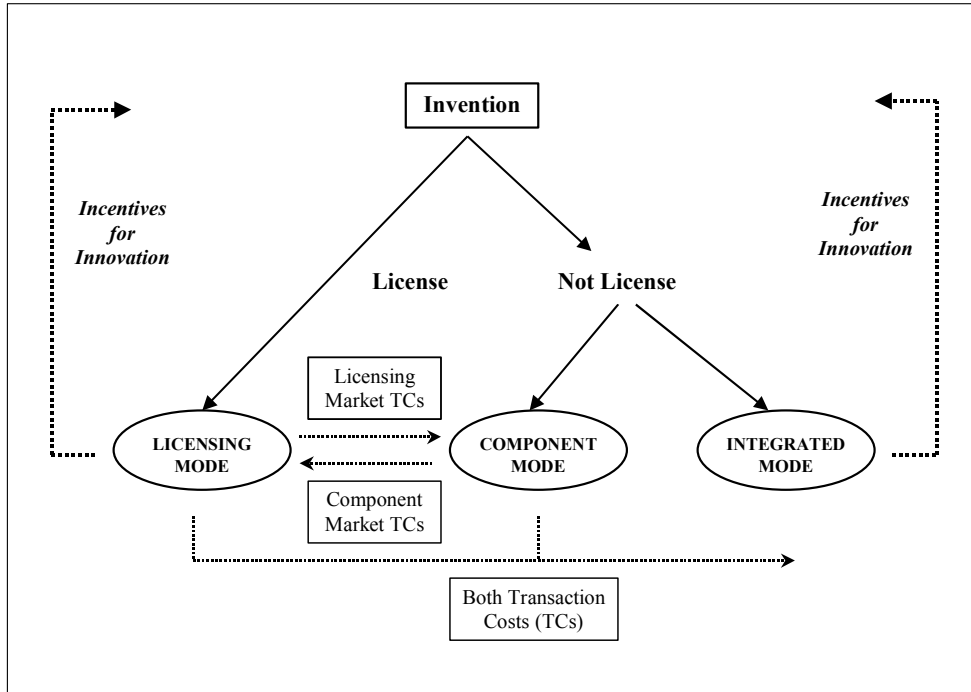 Invention
Incentives
for
Innovation
Incentives
for
Innovation
License
Not License
Licensing
Market TCs
LICENSING
MODE
COMPONENT
MODE
INTEGRATED
MODE
Component
Market TCs
Both Transaction
Costs (TCs)